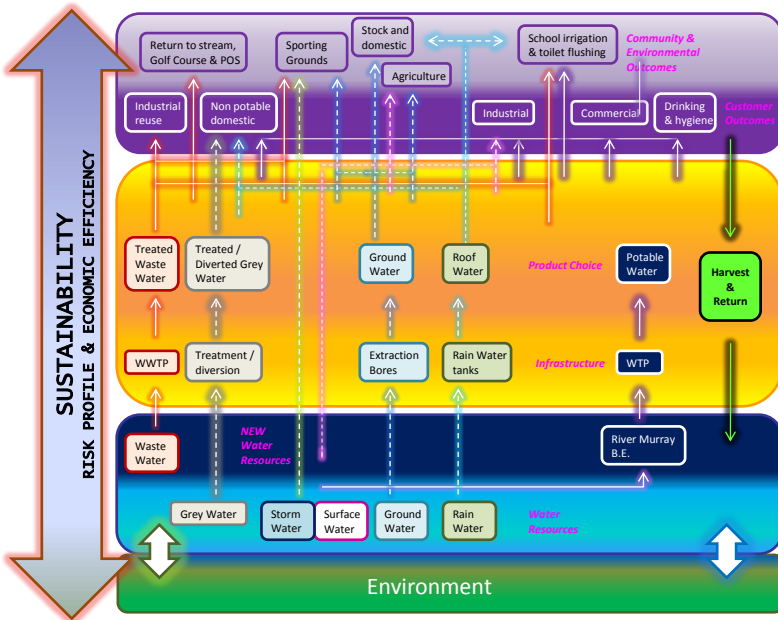 Return to stream,
Golf Course & POS
Sporting
Grounds
Stock and
domestic
Agriculture
School irrigation
& toilet flushing
Community &
Environmental
Outcomes
Industrial
reuse
Non potable
domestic
Industrial
Commercial
Drinking
& hygiene
Customer
Outcomes
SUSTAINABILITY
RISK PROFILE & ECONOMIC EFFICIENCY
Treated
Waste
Water
Treated /
Diverted Grey
Water
Ground
Water
Roof
Water
Product Choice
Potable
Water
Harvest
&
Return
WWTP
Treatment /
diversion
Extraction
Bores
Rain Water
tanks
Infrastructure
WTP
Waste
Water
NEW
Water
Resources
River Murray
B.E.
Grey Water
Storm
Water
Surface
Water
Ground
Water
Rain
Water
Water
Resources
Environment